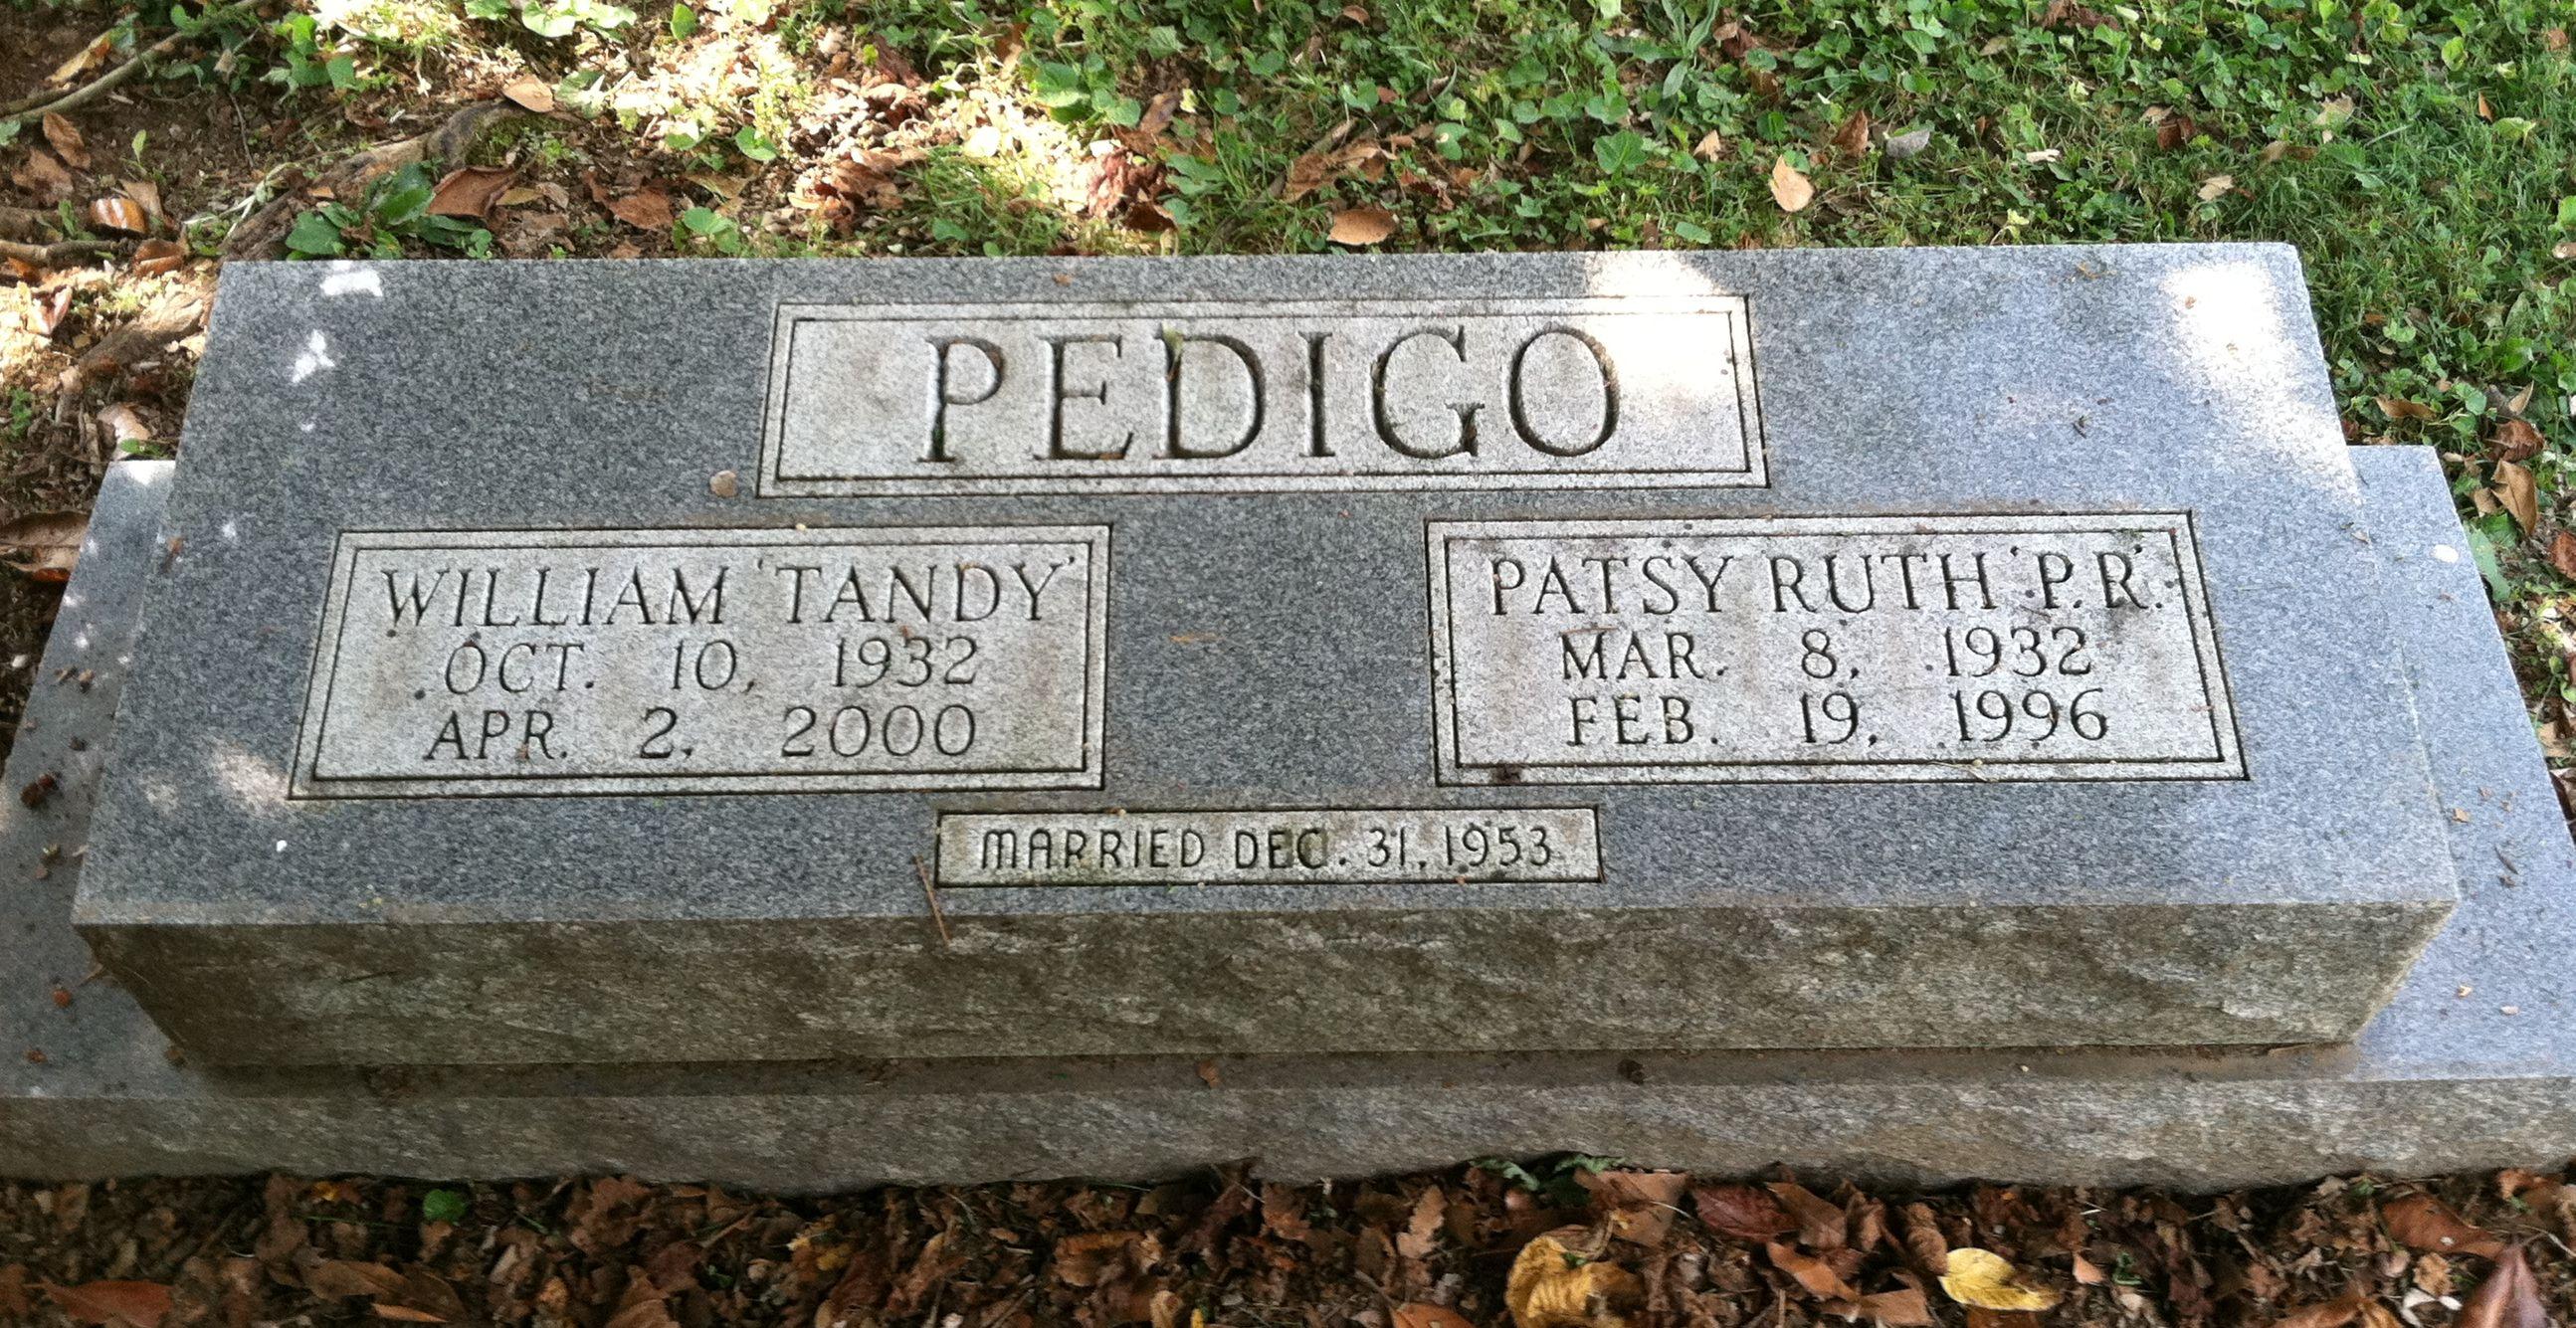 PEDIGO
WILLIAM 'TANDY'
OCT. 10, 1932
APR. 2, 2000
PATSY RUTH 'P.R.'
MAR. 8, 1932
FEB. 19, 1996
MARRIED DEC. 31, 1953